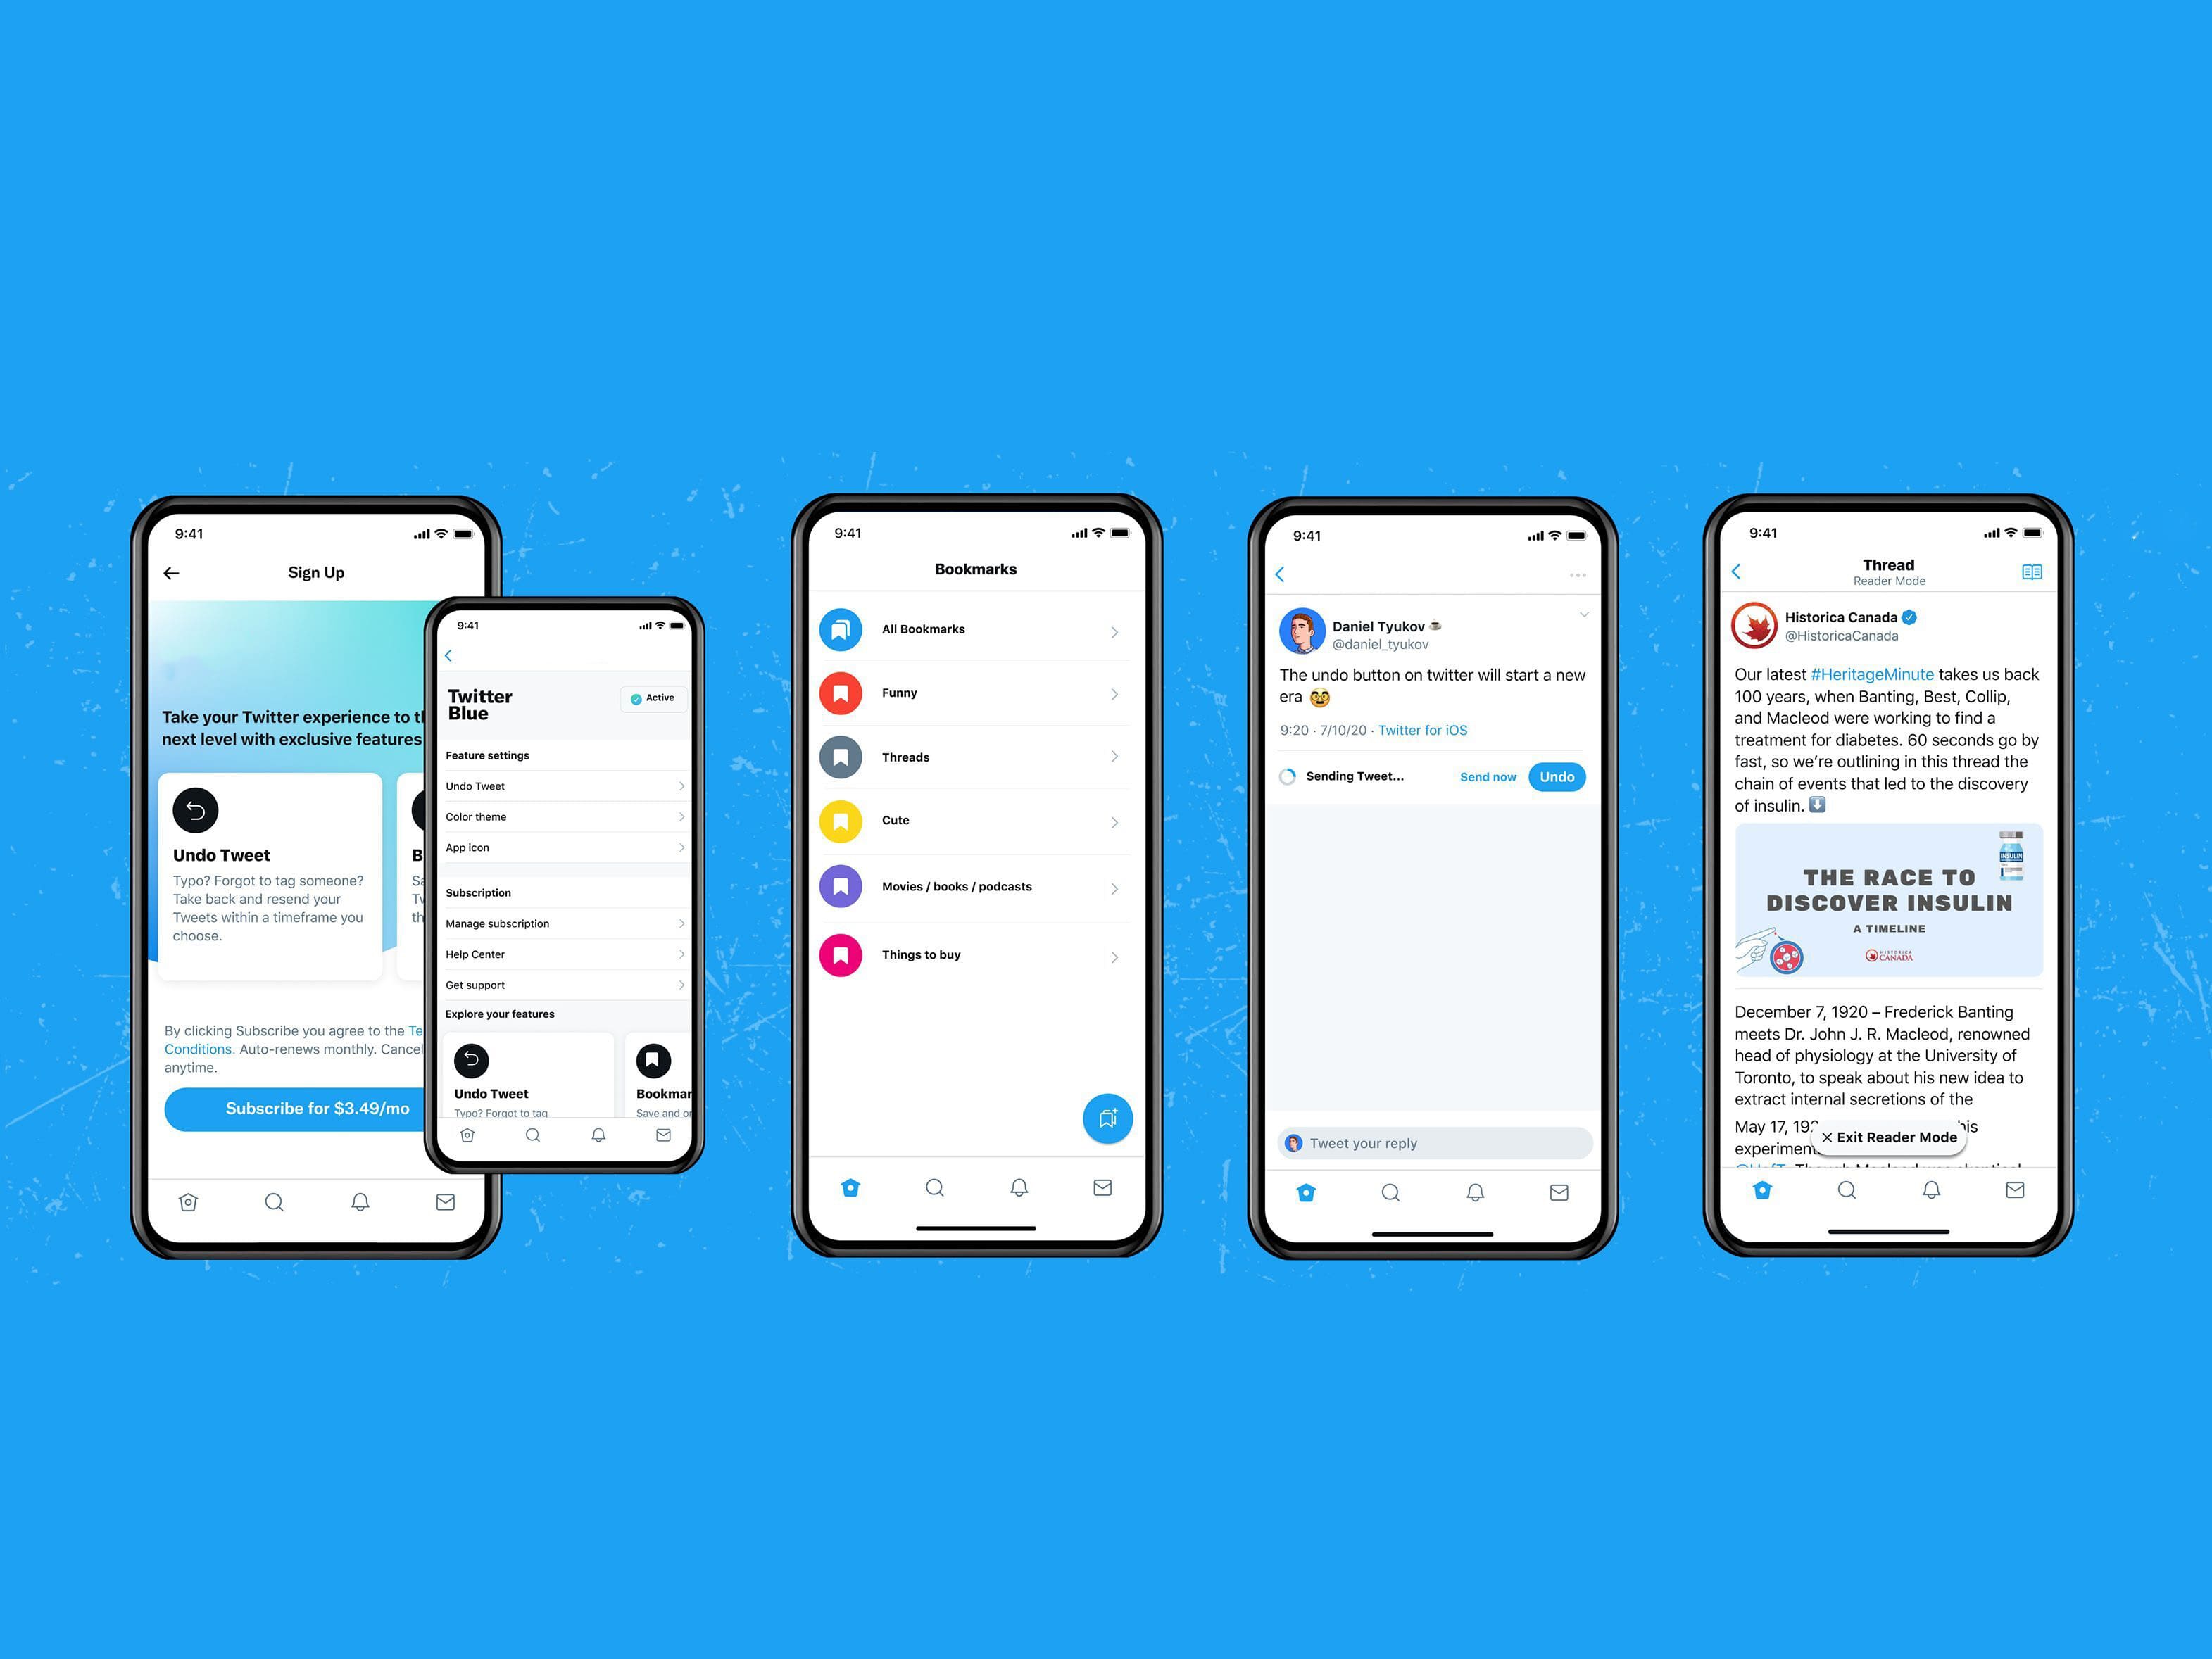 9:41
Sign Up
Take your Twitter experience to
next level with exclusive features
Undo Tweet
Typo? Forgot to tag someone?
Take back and resend your
Tweets within a timeframe you
choose.
By clicking Subscribe you agree to the
Conditions. Auto-renews monthly. Cancel
anytime.
Subscribe for $3.49/mo
9:41
Twitter
Blue
Active
Feature settings
Undo Tweet
Color theme
App icon
Subscription
Manage subscription
Help Center
Get support
Explore your features
Undo Tweet
Typo? Forgot to tag
Bookmar
Save and or
9:41
Bookmarks
All Bookmarks
Funny
Threads
Cute
Movies / books / podcasts
Things to buy
9:41
Daniel Tyukov
@daniel_tyukov
The undo button on twitter will start a new
era 🥸
9:20 · 7/10/20 · Twitter for iOS
Sending Tweet...
Send now
Undo
Tweet your reply
9:41
Thread
Reader Mode
Historica Canada
@HistoricaCanada
Our latest #HeritageMinute takes us back
100 years, when Banting, Best, Collip,
and Macleod were working to find a
treatment for diabetes. 60 seconds go by
fast, so we’re outlining in this thread the
chain of events that led to the discovery
of insulin. ⬇️
INSULIN
THE RACE TO
DISCOVER INSULIN
A TIMELINE
HISTORICA
CANADA
December 7, 1920 – Frederick Banting
meets Dr. John J. R. Macleod, renowned
head of physiology at the University of
Toronto, to speak about his new idea to
extract internal secretions of the
May 17, 192
his
experiment
Exit Reader Mode